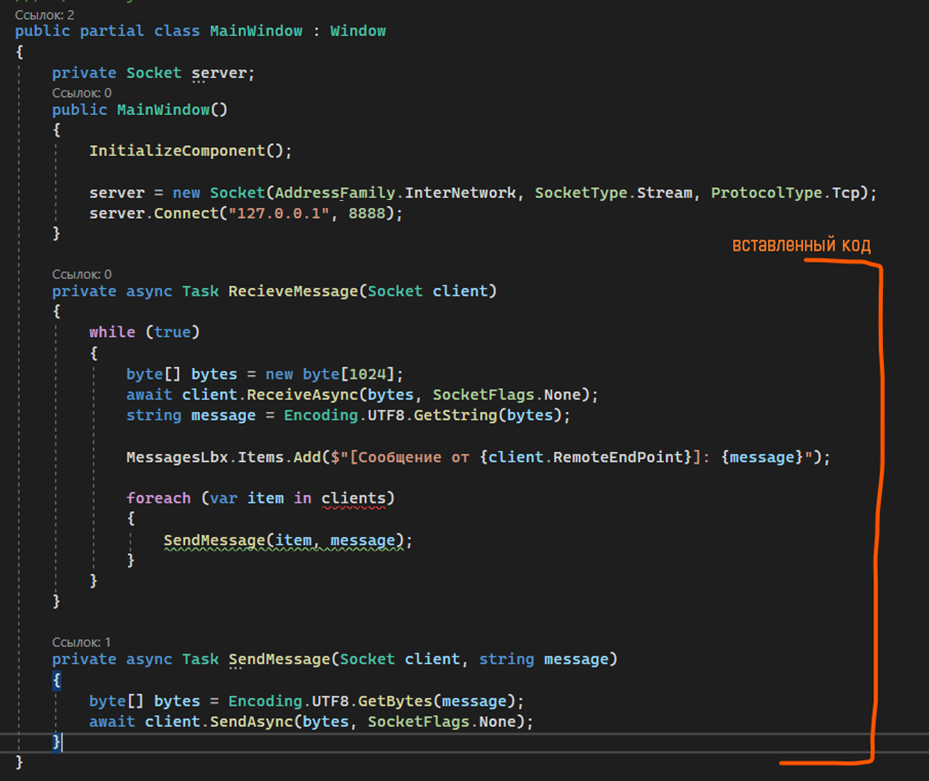 Ссылок: 2
public partial class MainWindow : Window
{
private Socket server;
Ссылок: 0
public MainWindow()
{
InitializeComponent();
server = new Socket(AddressFamily.InterNetwork, SocketType.Stream, ProtocolType.Tcp);
server.Connect("127.0.0.1", 8888);
}
вставленный код
Ссылок: 0
private async Task RecieveMessage(Socket client)
{
while (true)
{
byte[] bytes = new byte[1024];
await client.ReceiveAsync(bytes, SocketFlags.None);
string message = Encoding.UTF8.GetString(bytes);
MessagesLbx.Items.Add($"[Сообщение от {client.RemoteEndPoint}]: {message}");
foreach (var item in clients)
{
SendMessage(item, message);
}
}
}
Ссылок: 1
private async Task SendMessage(Socket client, string message)
{
byte[] bytes = Encoding.UTF8.GetBytes(message);
await client.SendAsync(bytes, SocketFlags.None);
}
}